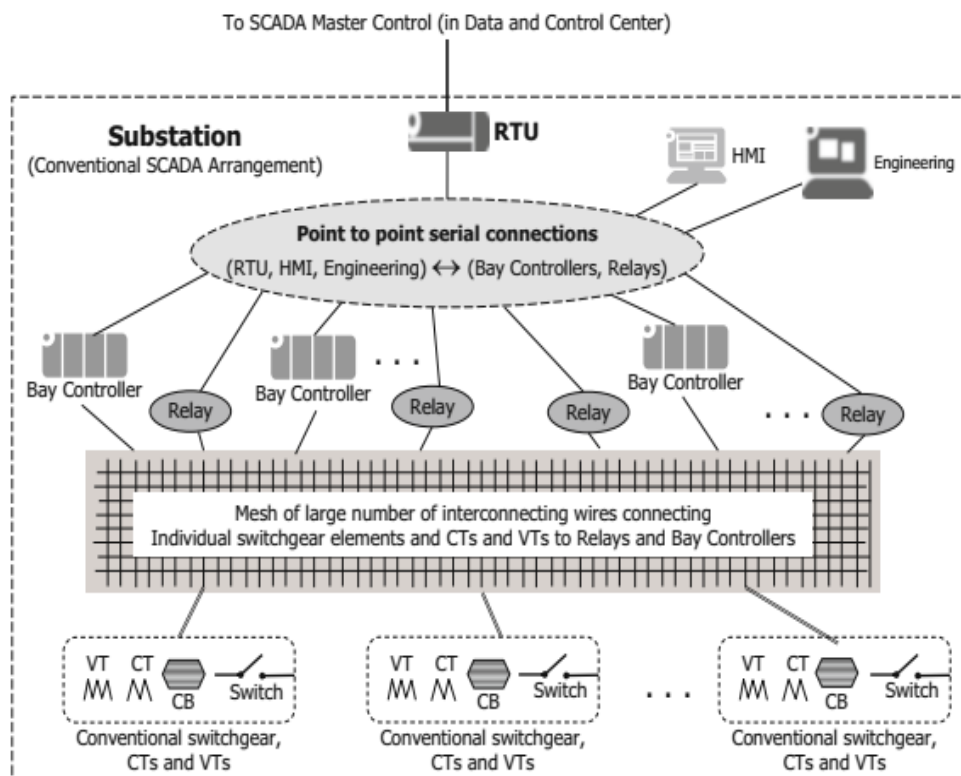 To SCADA Master Control (in Data and Control Center)
Substation
(Conventional SCADA Arrangement)
RTU
HMI
Engineering
Point to point serial connections
(RTU, HMI, Engineering) ↔ (Bay Controllers, Relays)
Bay Controller
Relay
Bay Controller
. . .
Relay
Relay
Bay Controller
. . .
Relay
Mesh of large number of interconnecting wires connecting
Individual switchgear elements and CTs and VTs to Relays and Bay Controllers
VT CT
CB
Switch
Conventional switchgear,
CTs and VTs
VT CT
CB
Switch
Conventional switchgear,
CTs and VTs
. . .
VT CT
CB
Switch
Conventional switchgear,
CTs and VTs